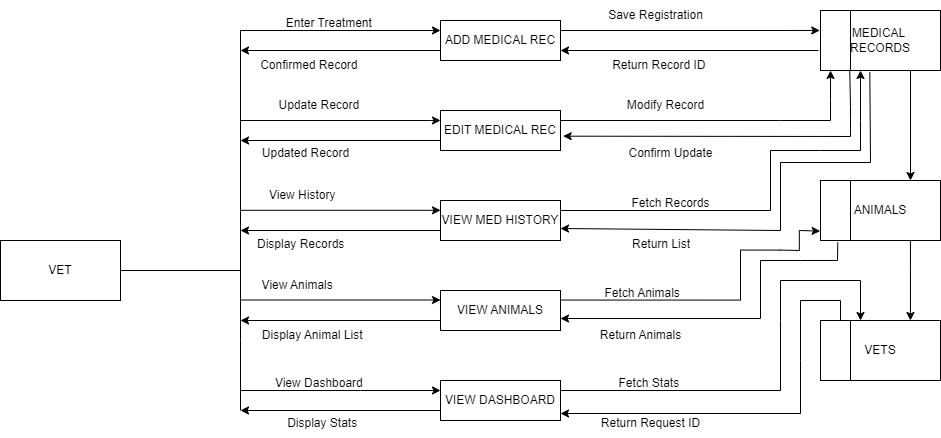 Enter Treatment
Save Registration
ADD MEDICAL REC
MEDICAL
RECORDS
Confirmed Record
Return Record ID
Update Record
Modify Record
EDIT MEDICAL REC
Updated Record
Confirm Update
View History
Fetch Records
VIEW MED HISTORY
ANIMALS
Display Records
Return List
VET
View Animals
Fetch Animals
VIEW ANIMALS
Display Animal List
Return Animals
VETS
View Dashboard
Fetch Stats
VIEW DASHBOARD
Display Stats
Return Request ID